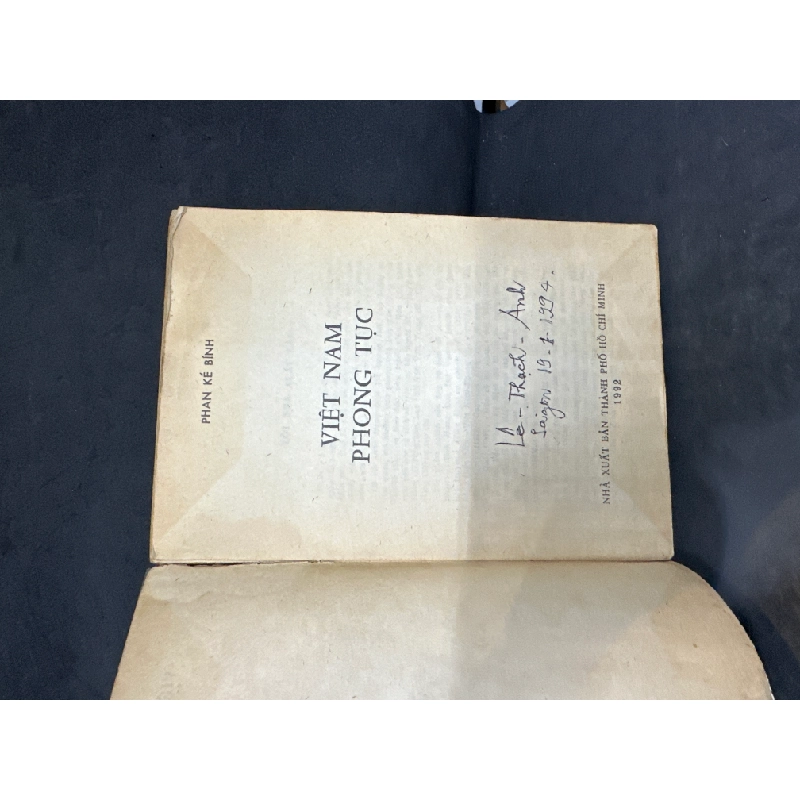 PHAN KẾ BÍNH
VIỆT NAM
PHONG TỤC
Lê - Thạch - Anh
Saigon 19-1-1994.
NHÀ XUẤT BẢN THÀNH PHỐ HỒ CHÍ MINH
1992